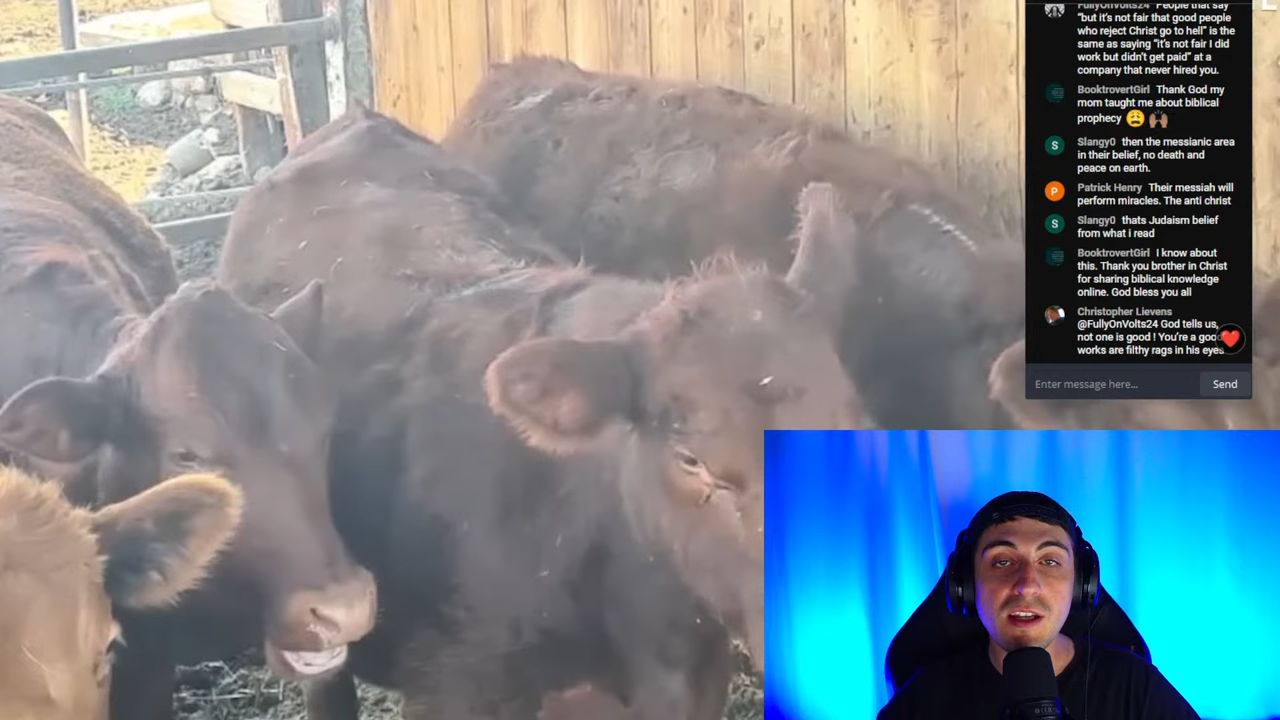 FullyOnVolts24 People that say
"but it's not fair that good people
who reject Christ go to hell" is the
same as saying "it's not fair I did
work but didn't get paid" at a
company that never hired you.
BooktrovertGirl Thank God my
mom taught me about biblical
prophecy 😩 🙌🏽
S
Slangy0 then the messianic area
in their belief, no death and
peace on earth.
P
Patrick Henry Their messiah will
perform miracles. The anti christ
S
Slangy0 thats Judaism belief
from what i read
BooktrovertGirl I know about
this. Thank you brother in Christ
for sharing biblical knowledge
online. God bless you all
Christopher Lievens
@FullyOnVolts24 God tells us,
not one is good ! You're a good
works are filthy rags in his eyes
Enter message here...
Send